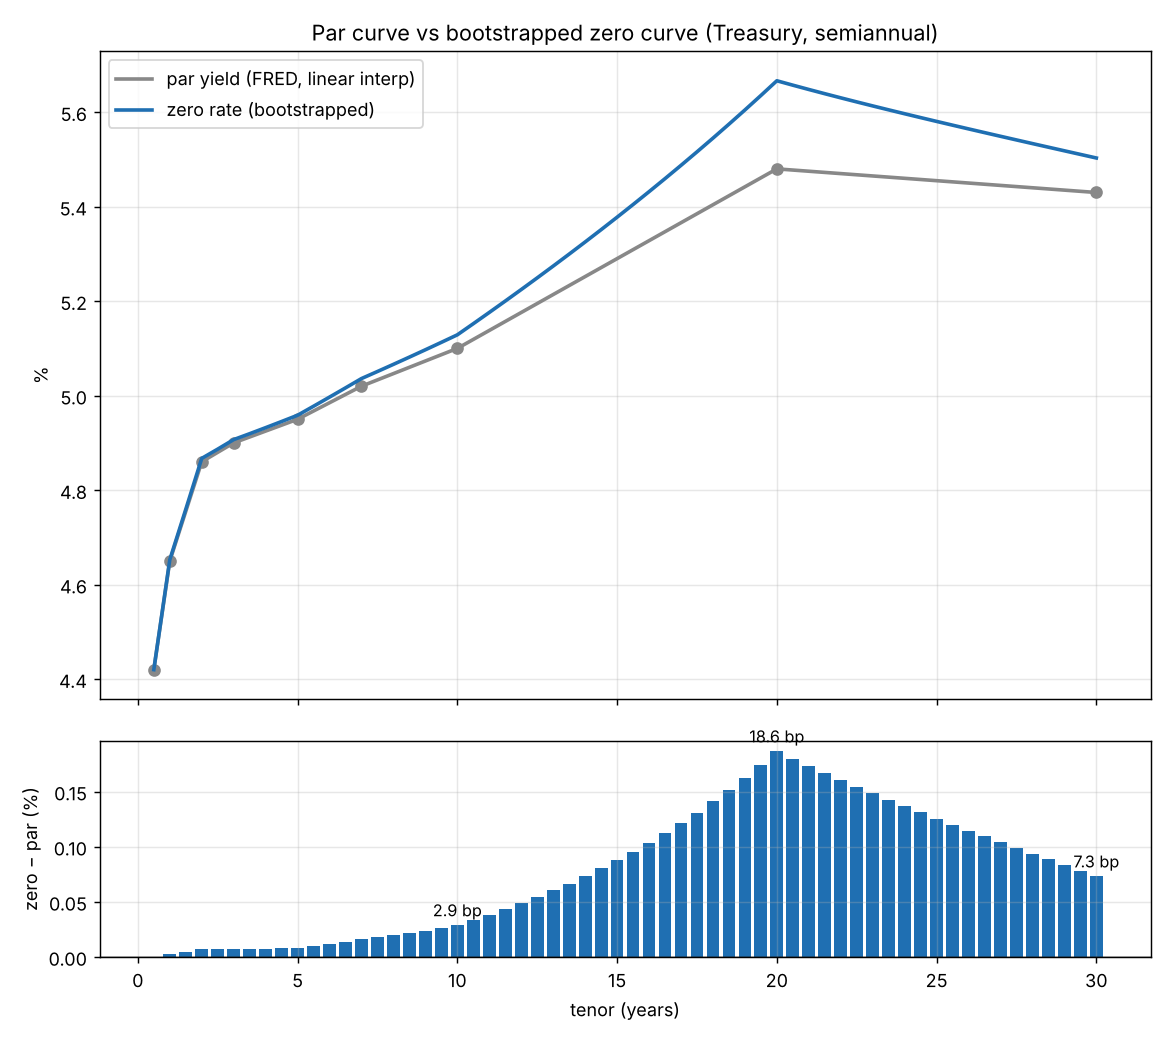 Par curve vs bootstrapped zero curve (Treasury, semiannual)
par yield (FRED, linear interp)
zero rate (bootstrapped)
%
5.6
5.4
5.2
5.0
4.8
4.6
4.4
zero − par (%)
0.15
0.10
0.05
0.00
2.9 bp
18.6 bp
7.3 bp
0 5 10 15 20 25 30
tenor (years)